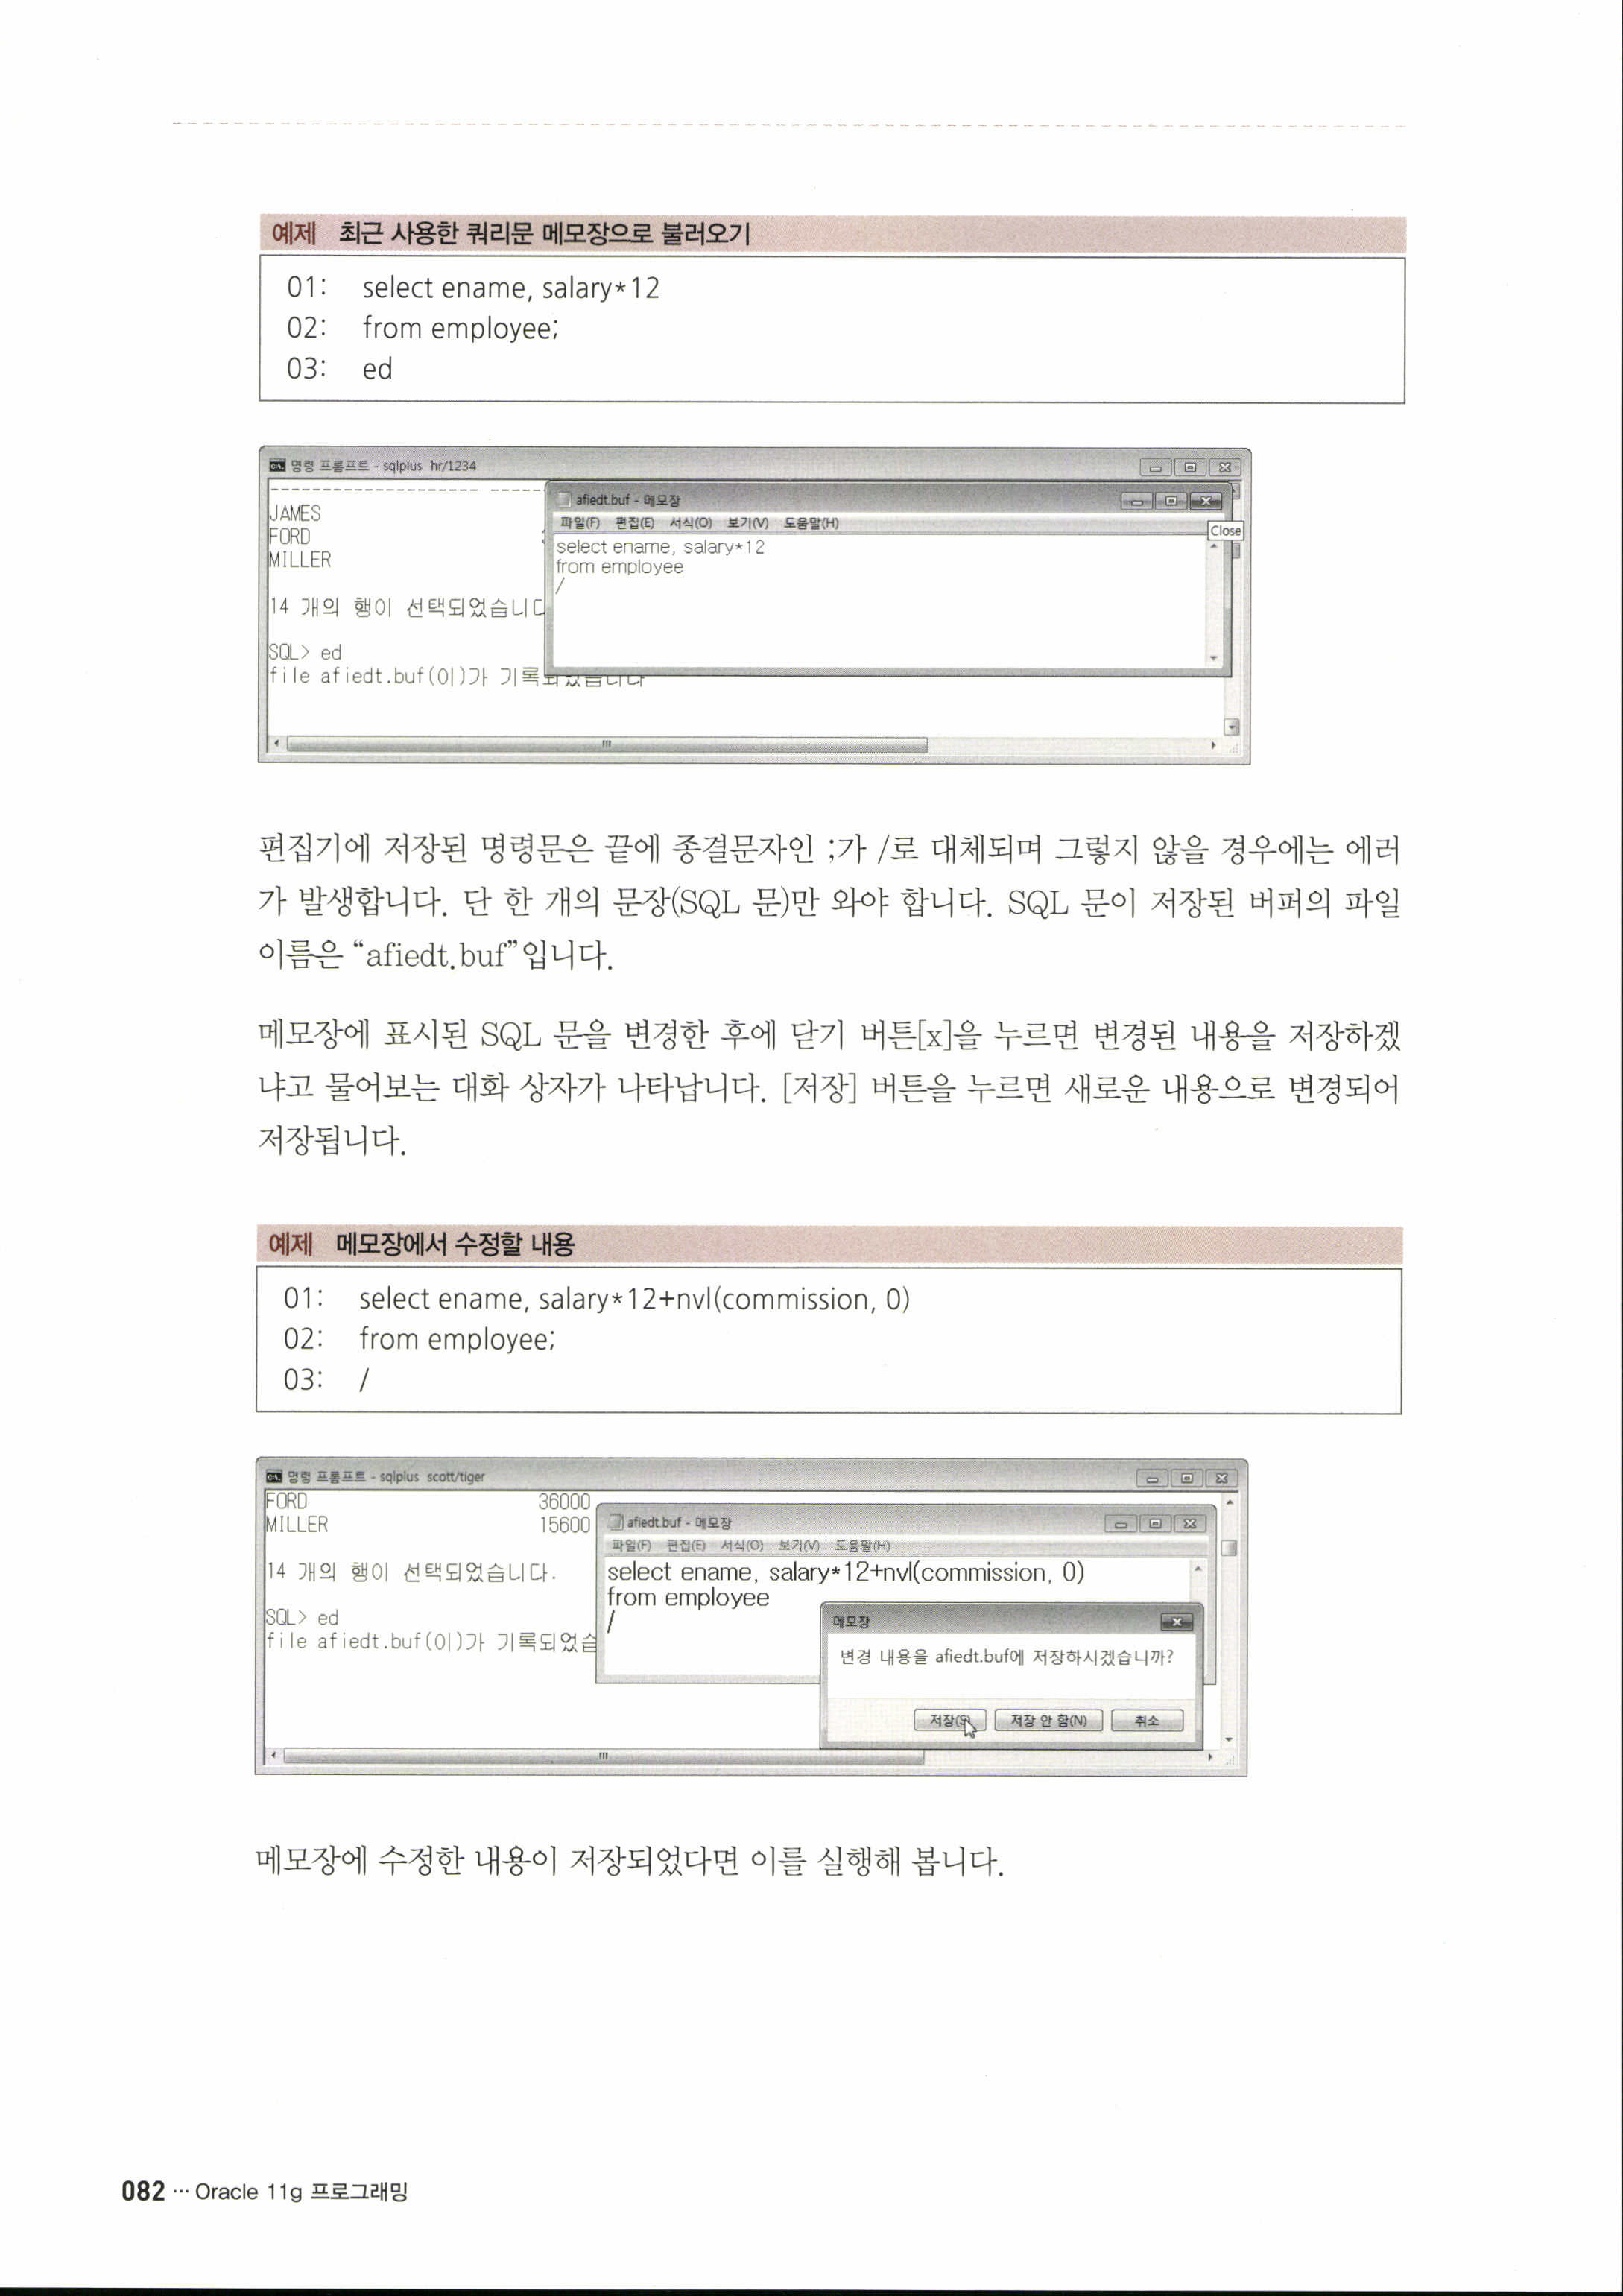 예제 최근 사용한 쿼리문 메모장으로 불러오기
01: select ename, salary*12
02: from employee;
03: ed
명령 프롬프트 - sqlplus hr/1234
afiedt.buf - 메모장
파일(F) 편집(E) 서식(O) 보기(V) 도움말(H)
Close
select ename, salary*12
from employee
/
JAMES
FORD
MILLER
14 개의 행이 선택되었습니다
SQL> ed
file afiedt.buf(이)가 기록되었습니다
편집기에 저장된 명령문은 끝에 종결문자인 ;가 /로 대체되며 그렇지 않을 경우에는 에러
가 발생합니다. 단 한 개의 문장(SQL 문)만 와야 합니다. SQL 문이 저장된 버퍼의 파일
이름은 “afiedt.buf”입니다.
메모장에 표시된 SQL 문을 변경한 후에 닫기 버튼[x]을 누르면 변경된 내용을 저장하겠
냐고 물어보는 대화 상자가 나타납니다. [저장] 버튼을 누르면 새로운 내용으로 변경되어
저장됩니다.
예제 메모장에서 수정할 내용
01: select ename, salary*12+nvl(commission, 0)
02: from employee;
03: /
명령 프롬프트 - sqlplus scott/tiger
FORD 36000
MILLER 15600
14 개의 행이 선택되었습니다.
SQL> ed
file afiedt.buf(이)가 기록되었습
afiedt.buf - 메모장
파일(F) 편집(E) 서식(O) 보기(V) 도움말(H)
select ename, salary*12+nvl(commission, 0)
from employee
/
메모장
변경 내용을 afiedt.buf에 저장하시겠습니까?
저장(S) 저장 안 함(N) 취소
메모장에 수정한 내용이 저장되었다면 이를 실행해 봅니다.
082 ··· Oracle 11g 프로그래밍